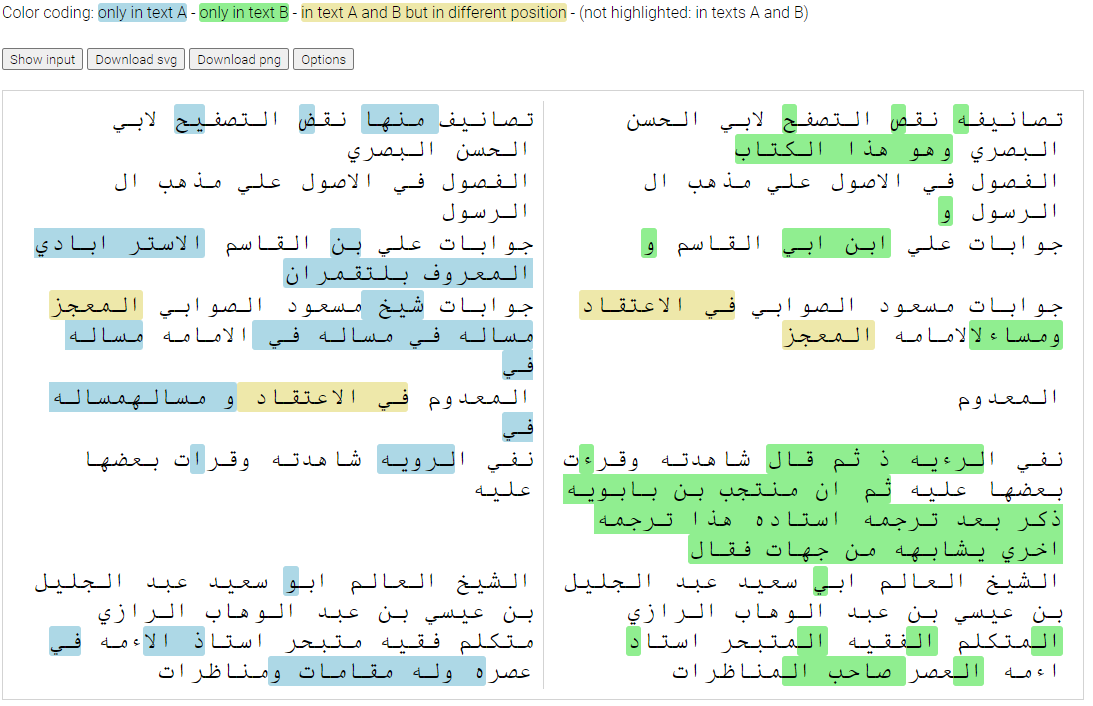 Color coding: only in text A - only in text B - in text A and B but in different position - (not highlighted: in texts A and B)
Show input Download svg Download png Options
تصانيف منها نقض التصفيح لابي
الحسن البصري
الفصول في الاصول علي مذهب ال
الرسول
جوابات علي بن القاسم الاستر ابادي
المعروف بلتقمران
جوابات شيخ مسعود الصوابي المعجز
مساله في مساله في الامامه مساله
في
المعدوم في الاعتقاد و مسالهمساله
في
نفي الرويه شاهدته وقرات بعضها
عليه
الشيخ العالم ابو سعيد عبد الجليل
بن عيسي بن عبد الوهاب الرازي
متكلم فقيه متبحر استاذ الاءمه في
عصره وله مقامات ومناظرات
تصانيفه نقص التصفح لابي الحسن
البصري وهو هذا الكتاب
الفصول في الاصول علي مذهب ال
الرسول و
جوابات علي ابن ابي القاسم و
جوابات مسعود الصوابي في الاعتقاد
ومساءلالامامه المعجز
المعدوم
نفي الرءيه ذ ثم قال شاهدته وقرءت
بعضها عليه ثم ان منتجب بن بابويه
ذكر بعد ترجمه استاده هذا ترجمه
اخري يشابهه من جهات فقال
الشيخ العالم ابي سعيد عبد الجليل
بن عيسي بن عبد الوهاب الرازي
المتكلم الفقيه المتبحر استاد
اءمه العصر صاحب المناظرات